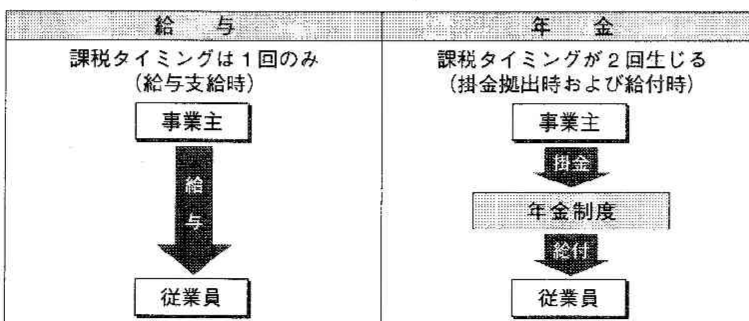 給与
課税タイミングは1回のみ
(給与支給時)
事業主
給与
従業員
年金
課税タイミングが2回生じる
(掛金拠出時および給付時)
事業主
掛金
年金制度
給付
従業員